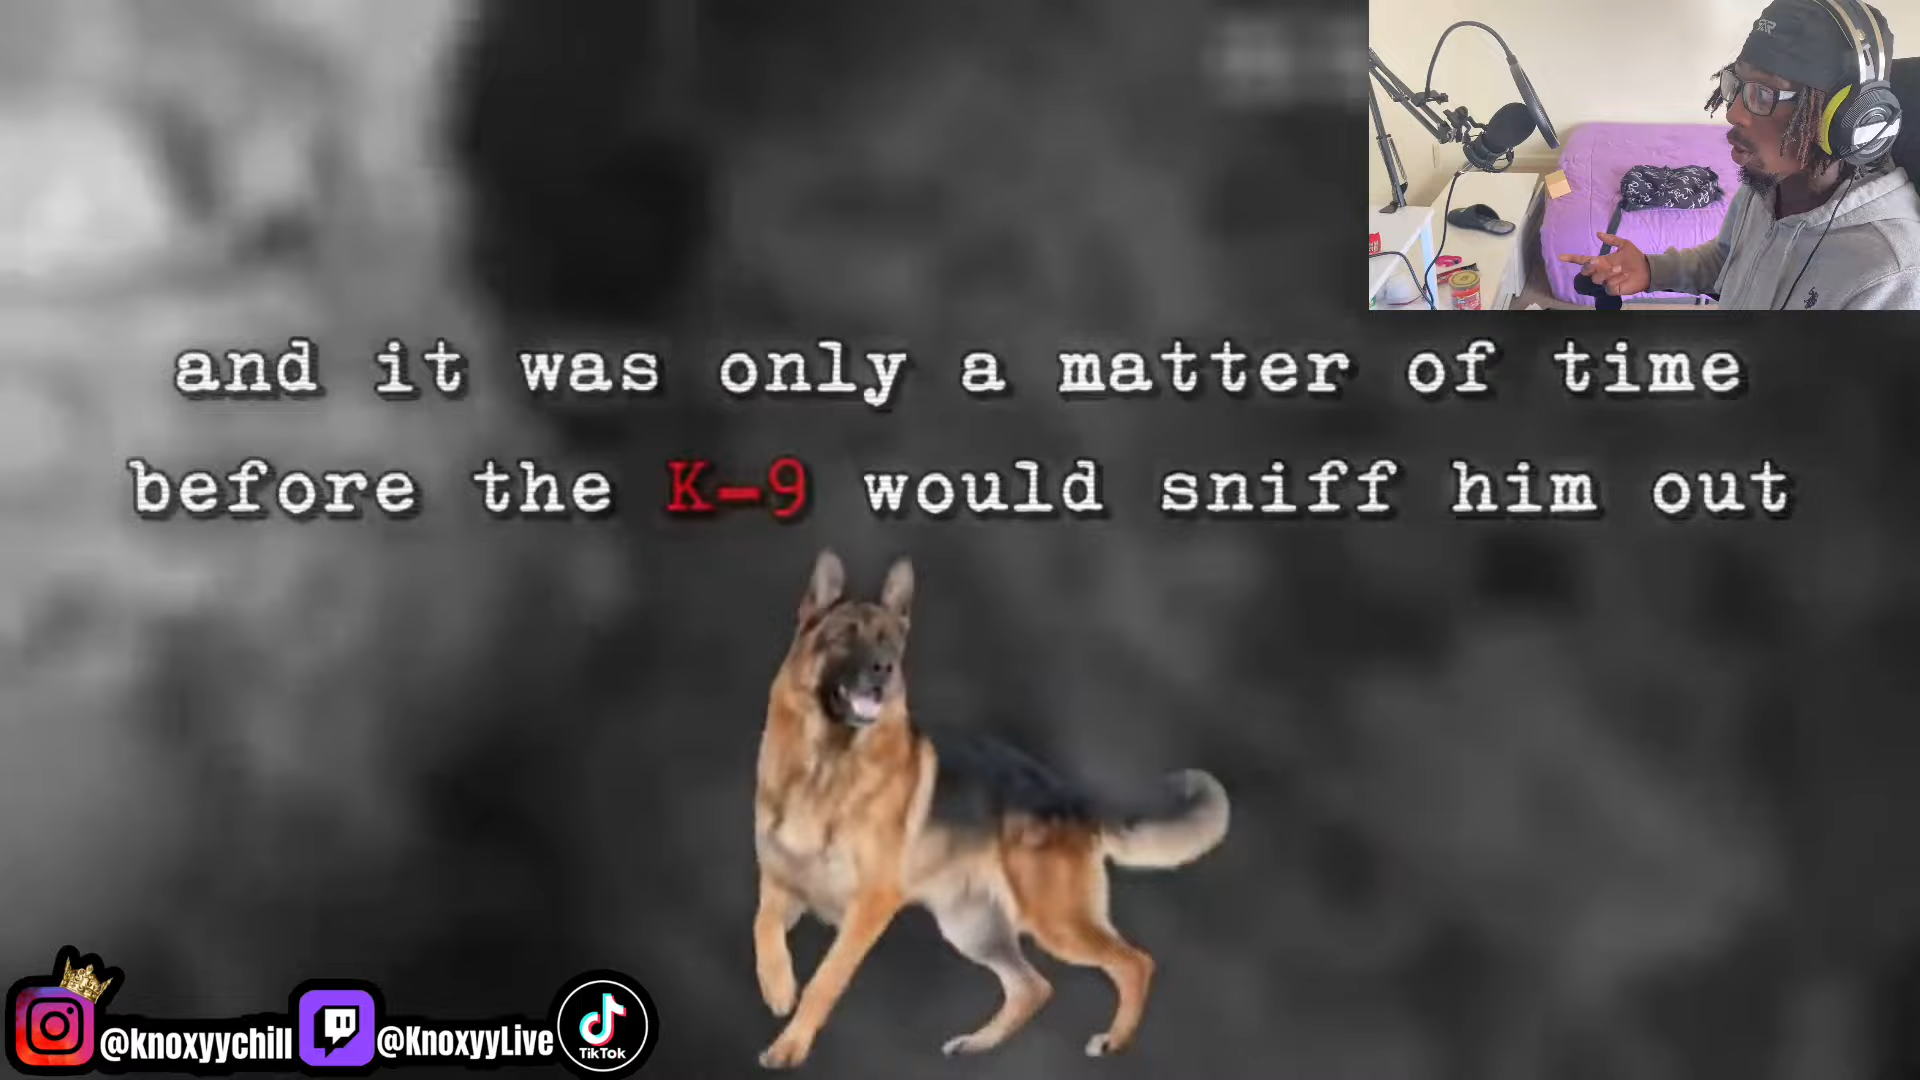 and it was only a matter of time
before the K-9 would sniff him out
@knoxyychill
@KnoxyyLive
TikTok